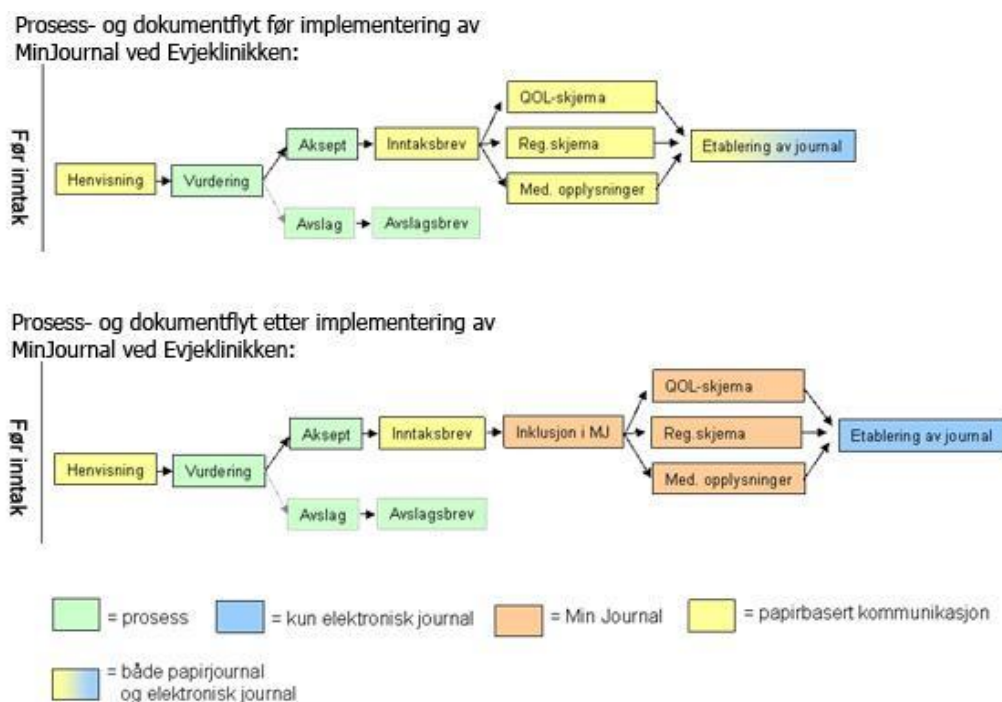 Prosess- og dokumentflyt før implementering av
MinJournal ved Evjeklinikken:
Før inntak
Henvisning
Vurdering
Aksept
Inntaksbrev
QOL-skjema
Reg.skjema
Med. opplysninger
Etablering av journal
Avslag
Avslagsbrev
Prosess- og dokumentflyt etter implementering av
MinJournal ved Evjeklinikken:
Før inntak
Henvisning
Vurdering
Aksept
Inntaksbrev
Inklusjon i MJ
QOL-skjema
Reg.skjema
Med. opplysninger
Etablering av journal
Avslag
Avslagsbrev
= prosess
= kun elektronisk journal
= Min Journal
= papirbasert kommunikasjon
= både papirjournal
og elektronisk journal